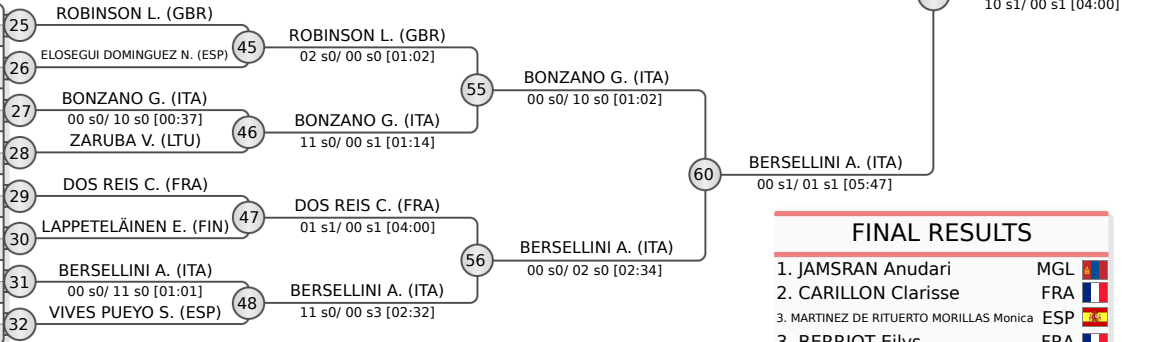 10 s1/ 00 s1 [04:00]
25
ROBINSON L. (GBR)
45
ROBINSON L. (GBR)
02 s0/ 00 s0 [01:02]
26
ELOSEGUI DOMINGUEZ N. (ESP)
55
BONZANO G. (ITA)
00 s0/ 10 s0 [01:02]
27
BONZANO G. (ITA)
00 s0/ 10 s0 [00:37]
46
BONZANO G. (ITA)
11 s0/ 00 s1 [01:14]
28
ZARUBA V. (LTU)
60
BERSELLINI A. (ITA)
00 s1/ 01 s1 [05:47]
29
DOS REIS C. (FRA)
47
DOS REIS C. (FRA)
01 s1/ 00 s1 [04:00]
30
LAPPETELÄINEN E. (FIN)
56
BERSELLINI A. (ITA)
00 s0/ 02 s0 [02:34]
31
BERSELLINI A. (ITA)
00 s0/ 11 s0 [01:01]
48
BERSELLINI A. (ITA)
11 s0/ 00 s3 [02:32]
32
VIVES PUEYO S. (ESP)
FINAL RESULTS
1. JAMSRAN Anudari MGL
2. CARILLON Clarisse FRA
3. MARTINEZ DE RITUERTO MORILLAS Monica ESP